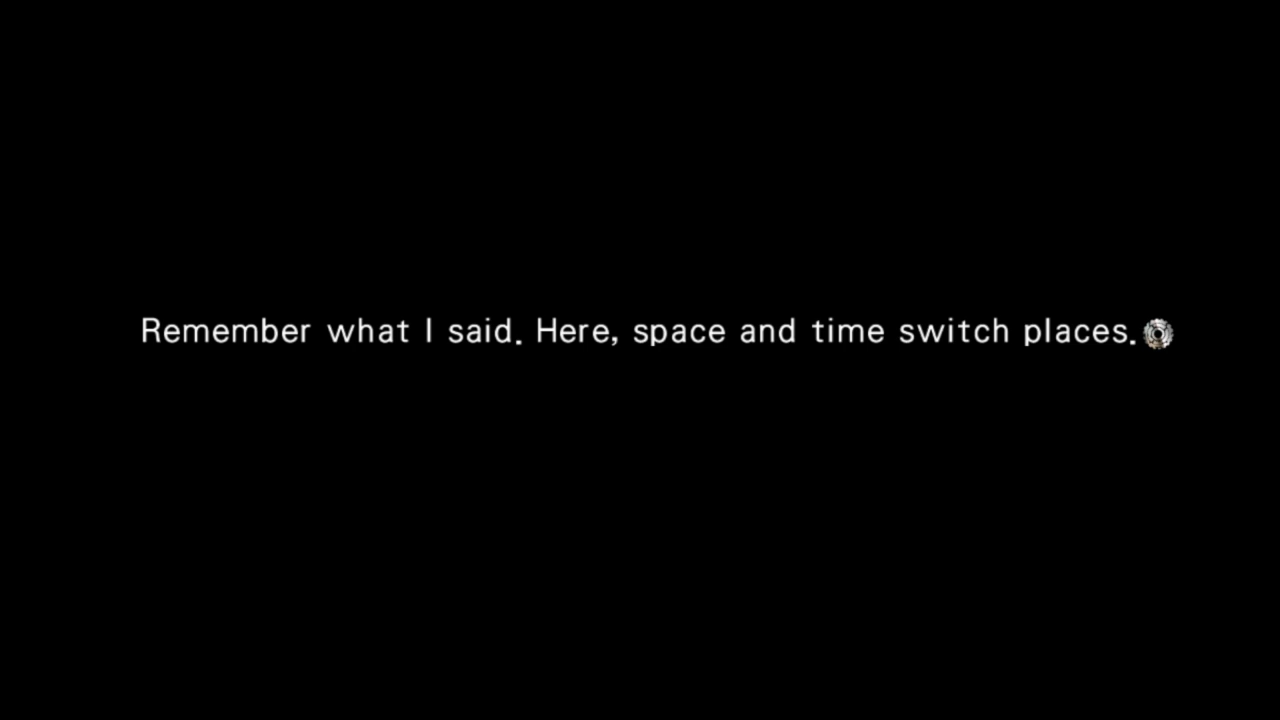 Remember what I said. Here, space and time switch places.